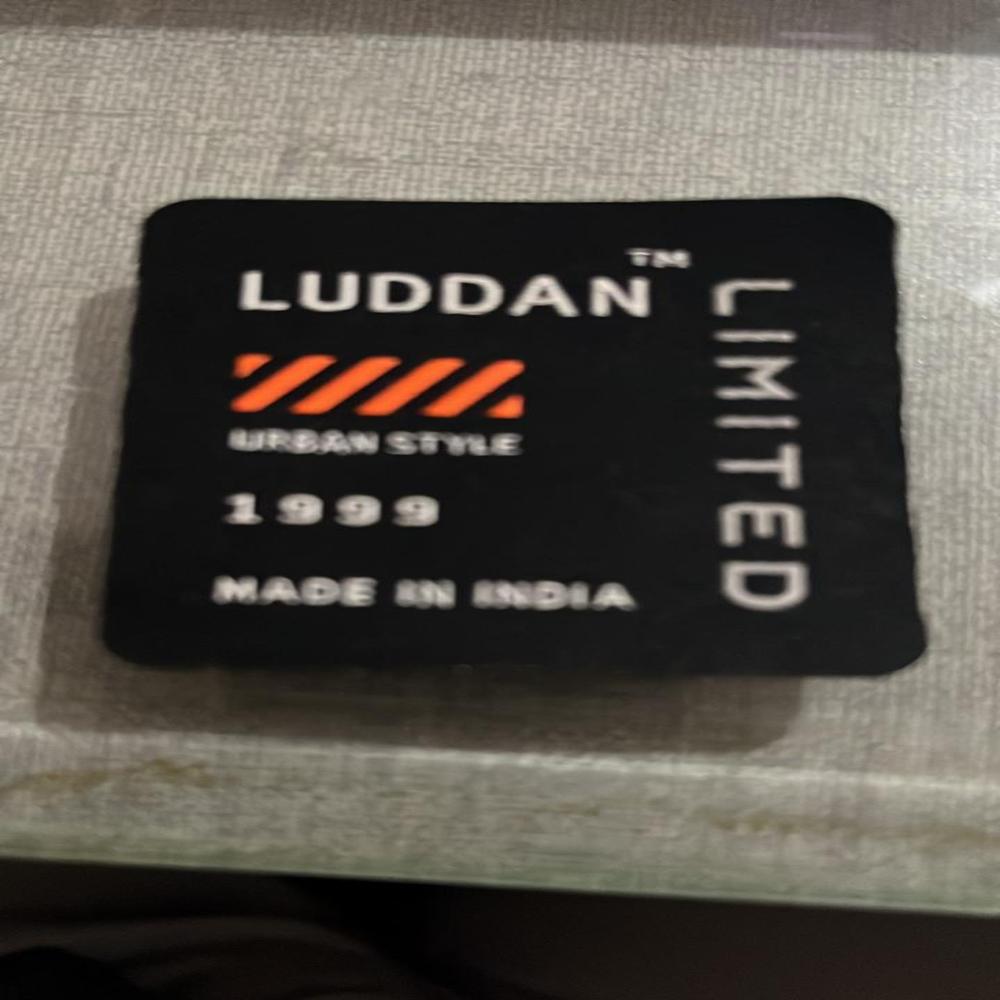 LUDDAN™
URBAN STYLE
1999
MADE IN INDIA
LIMITED